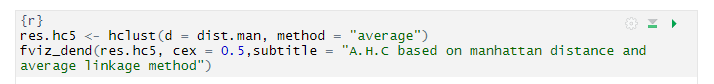 {r}
res.hc5 <- hclust(d = dist.man, method = "average")
fviz_dend(res.hc5, cex = 0.5,subtitle = "A.H.C based on manhattan distance and
average linkage method")